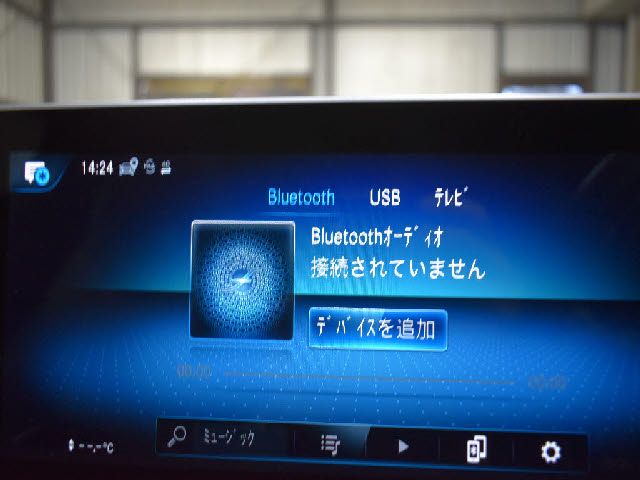 14:24
Bluetooth USB ﾃﾚﾋﾞ
Bluetoothｵｰﾃﾞｨｵ
接続されていません
ﾃﾞﾊﾞｲｽを追加
00:00 00:00
ﾐｭｰｼﾞｯｸ
--.-°C